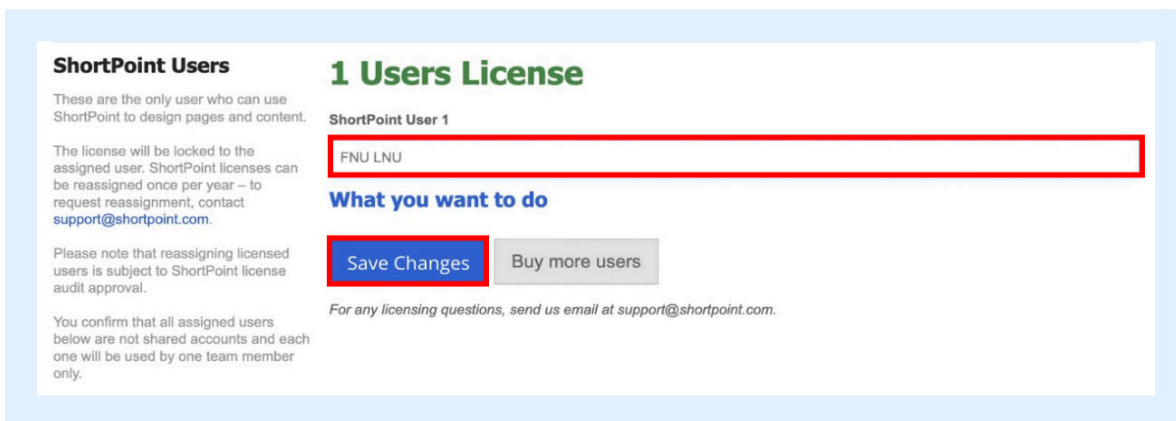 ShortPoint Users
These are the only user who can use
ShortPoint to design pages and content.
The license will be locked to the
assigned user. ShortPoint licenses can
be reassigned once per year – to
request reassignment, contact
support@shortpoint.com.
Please note that reassigning licensed
users is subject to ShortPoint license
audit approval.
You confirm that all assigned users
below are not shared accounts and each
one will be used by one team member
only.
1 Users License
ShortPoint User 1
FNU LNU
What you want to do
Save Changes
Buy more users
For any licensing questions, send us email at support@shortpoint.com.